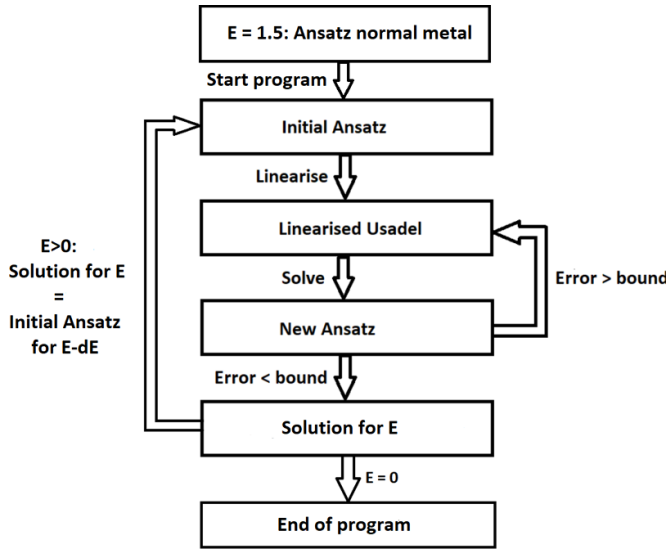 E = 1.5: Ansatz normal metal
Start program
Initial Ansatz
Linearise
Linearised Usadel
E>0:
Solution for E
=
Initial Ansatz
for E-dE
Solve
Error > bound
New Ansatz
Error < bound
Solution for E
E = 0
End of program